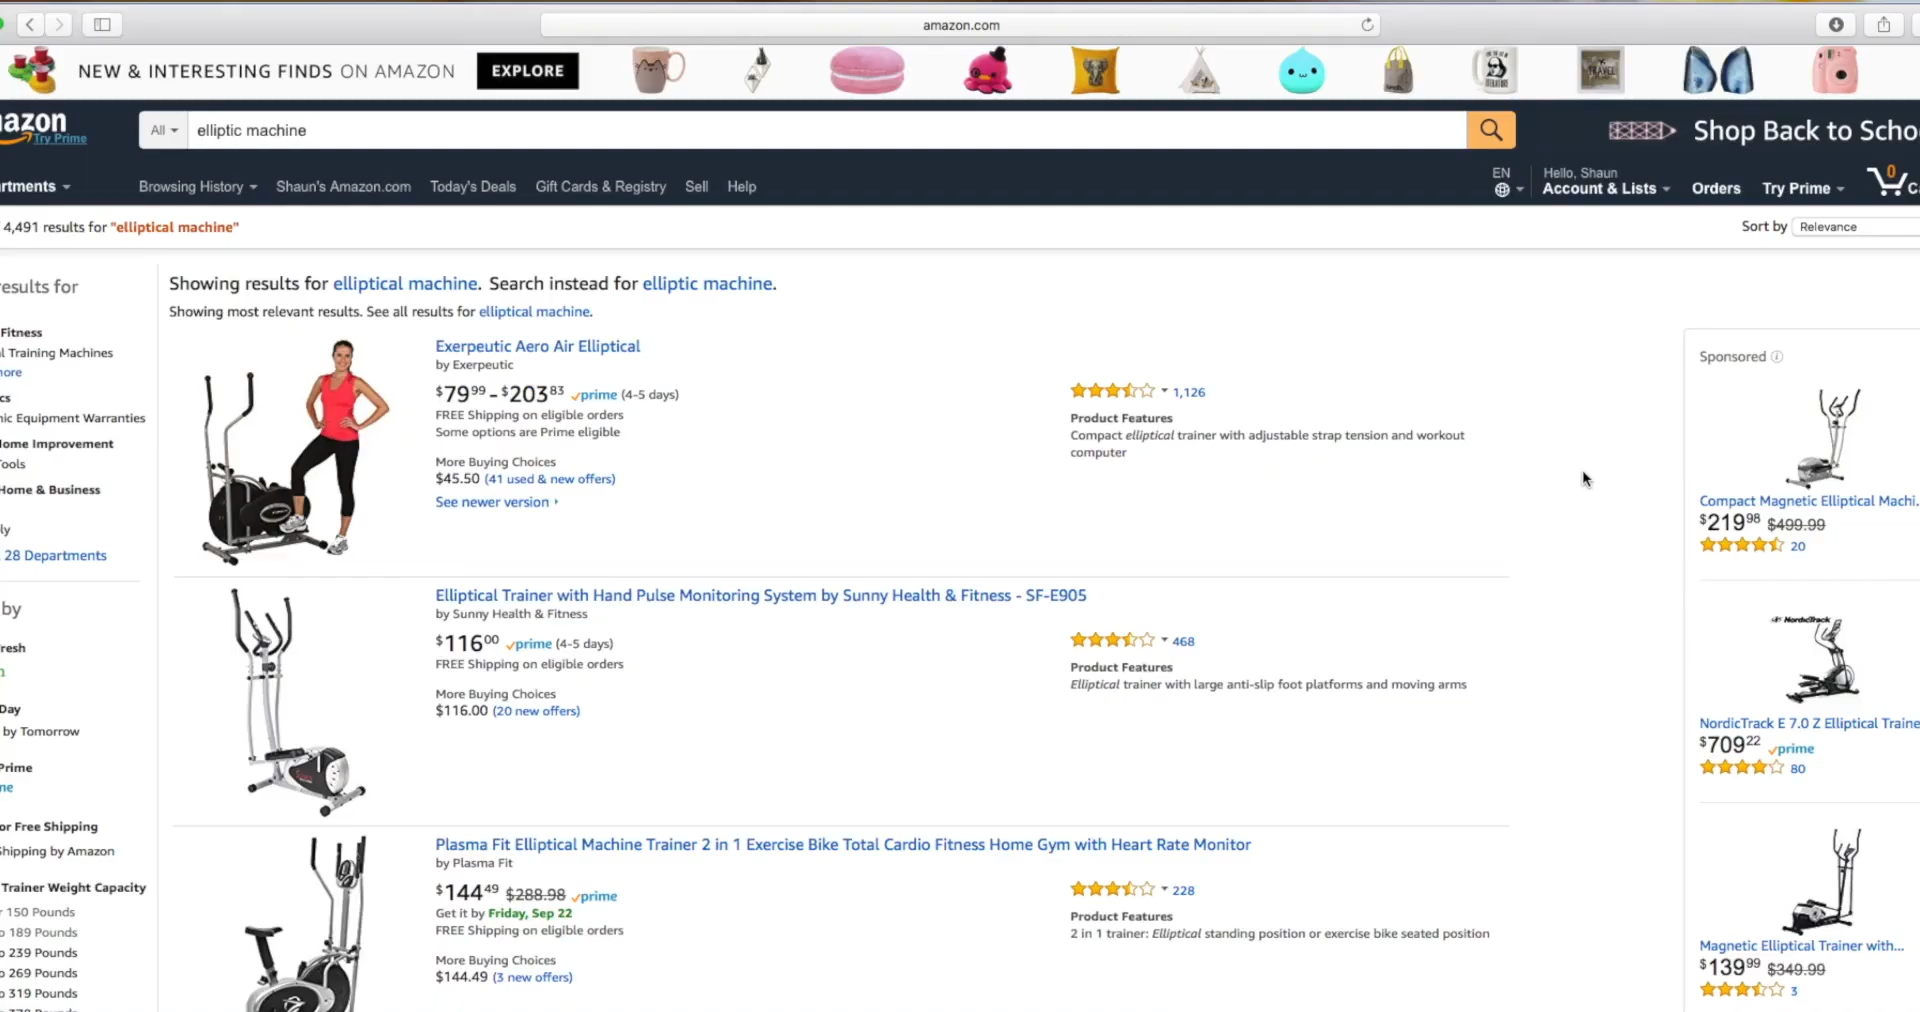 amazon.com
NEW & INTERESTING FINDS ON AMAZON EXPLORE
TRAVEL
azon
Try Prime
All
elliptic machine
Shop Back to Scho
rtments
Browsing History
Shaun's Amazon.com
Today's Deals
Gift Cards & Registry
Sell
Help
EN
Hello, Shaun
Account & Lists
Orders
Try Prime
0
C
4,491 results for "elliptical machine"
Sort by Relevance
esults for
Fitness
l Training Machines
ore
cs
nic Equipment Warranties
Home Improvement
Tools
Home & Business
ly
28 Departments
by
resh
n
Day
by Tomorrow
Prime
ne
or Free Shipping
Shipping by Amazon
Trainer Weight Capacity
r 150 Pounds
o 189 Pounds
o 239 Pounds
o 269 Pounds
o 319 Pounds
Showing results for elliptical machine. Search instead for elliptic machine.
Showing most relevant results. See all results for elliptical machine.
Exerpeutic Aero Air Elliptical
by Exerpeutic
$79.99 - $203.83 prime (4-5 days)
FREE Shipping on eligible orders
Some options are Prime eligible
More Buying Choices
$45.50 (41 used & new offers)
See newer version
1,126
Product Features
Compact elliptical trainer with adjustable strap tension and workout
computer
Elliptical Trainer with Hand Pulse Monitoring System by Sunny Health & Fitness - SF-E905
by Sunny Health & Fitness
$116.00 prime (4-5 days)
FREE Shipping on eligible orders
More Buying Choices
$116.00 (20 new offers)
468
Product Features
Elliptical trainer with large anti-slip foot platforms and moving arms
Plasma Fit Elliptical Machine Trainer 2 in 1 Exercise Bike Total Cardio Fitness Home Gym with Heart Rate Monitor
by Plasma Fit
$144.49 $288.98 prime
Get it by Friday, Sep 22
FREE Shipping on eligible orders
More Buying Choices
$144.49 (3 new offers)
228
Product Features
2 in 1 trainer: Elliptical standing position or exercise bike seated position
Sponsored
Compact Magnetic Elliptical Machi...
$219.98 $499.99
20
NordicTrack
NordicTrack E 7.0 Z Elliptical Traine
$709.22 prime
80
Magnetic Elliptical Trainer with...
$139.99 $349.99
3